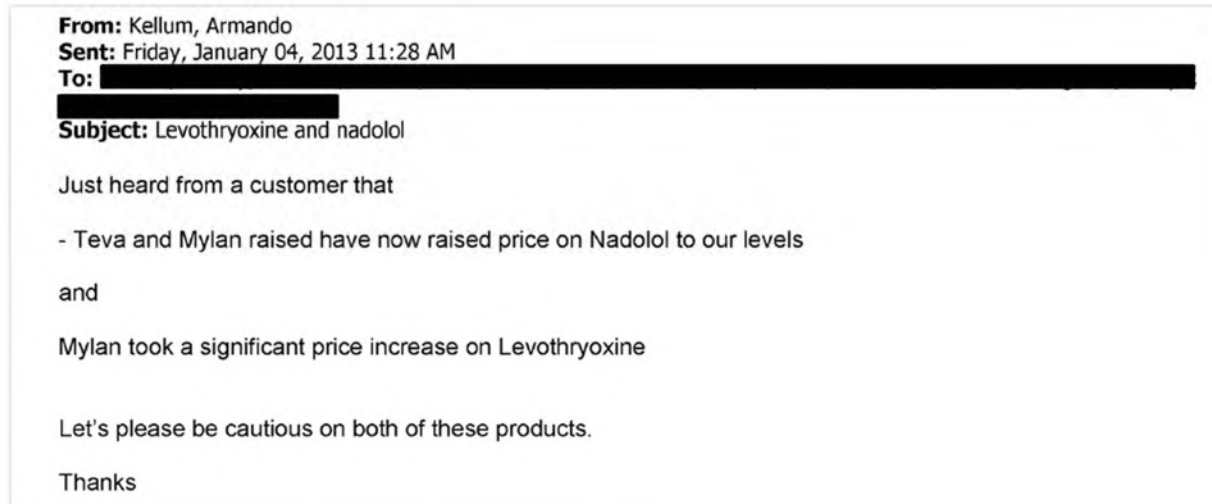 From: Kellum, Armando
Sent: Friday, January 04, 2013 11:28 AM
To:
Subject: Levothryoxine and nadolol
Just heard from a customer that
- Teva and Mylan raised have now raised price on Nadolol to our levels
and
Mylan took a significant price increase on Levothryoxine
Let's please be cautious on both of these products.
Thanks